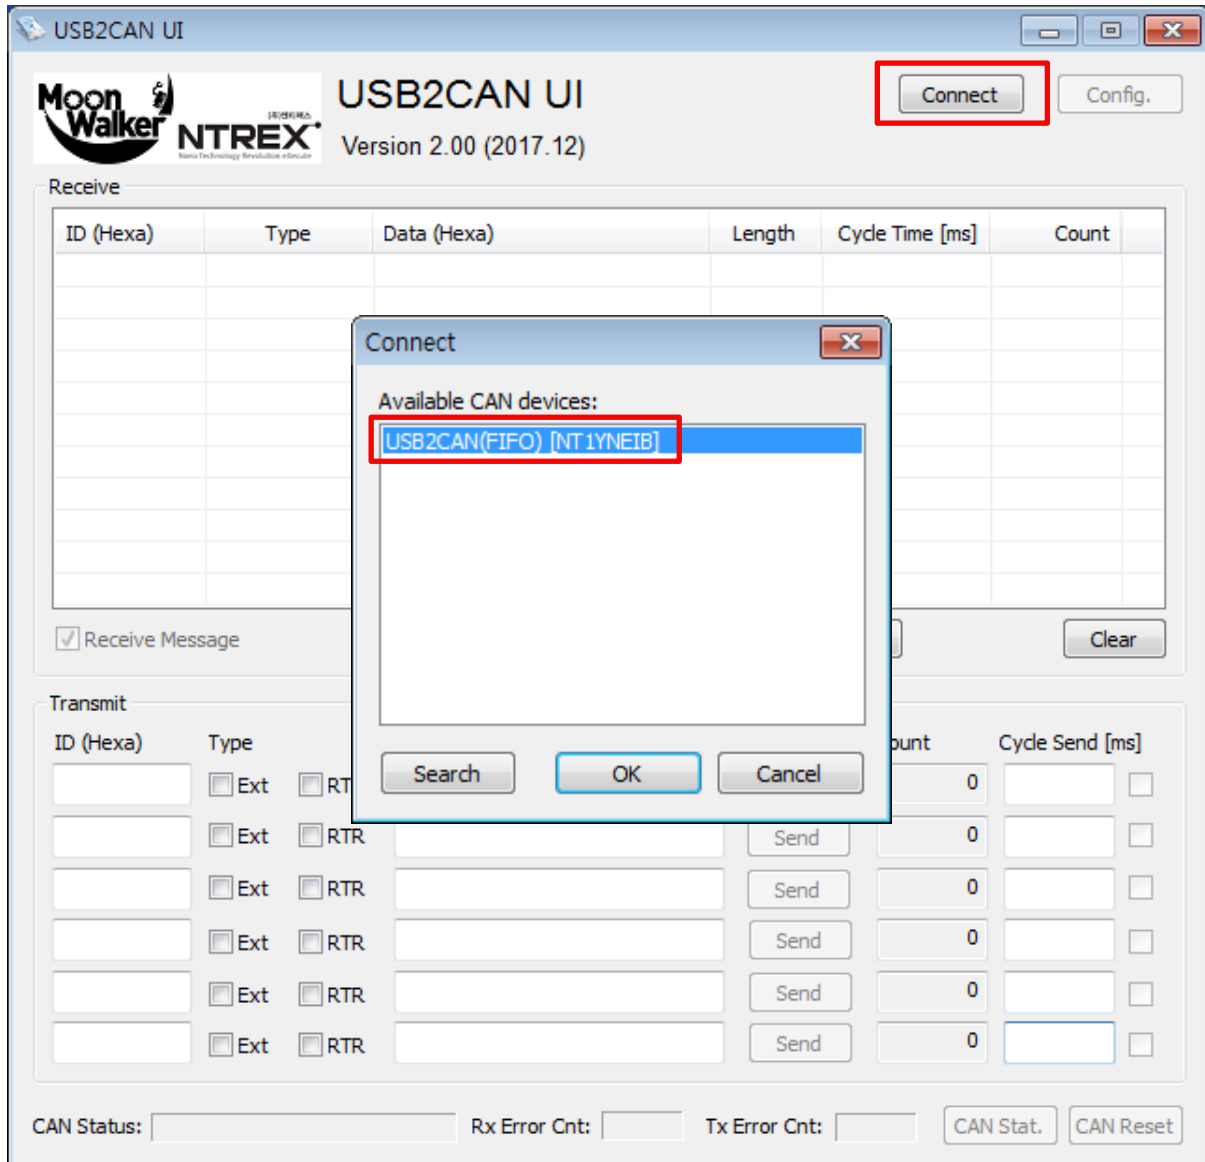 USB2CAN UI
Moon Walker NTREX
USB2CAN UI
Version 2.00 (2017.12)
Connect
Config.
Receive
ID (Hexa) Type Data (Hexa) Length Cycle Time [ms] Count
Connect
Available CAN devices:
USB2CAN(FIFO) [NT1YNEIB]
Search OK Cancel
Receive Message
Clear
Transmit
ID (Hexa) Type Cycle Send [ms]
Ext 0
Ext RTR Send 0
Ext RTR Send 0
Ext RTR Send 0
Ext RTR Send 0
Ext RTR Send 0
CAN Status: Rx Error Cnt: Tx Error Cnt: CAN Stat. CAN Reset